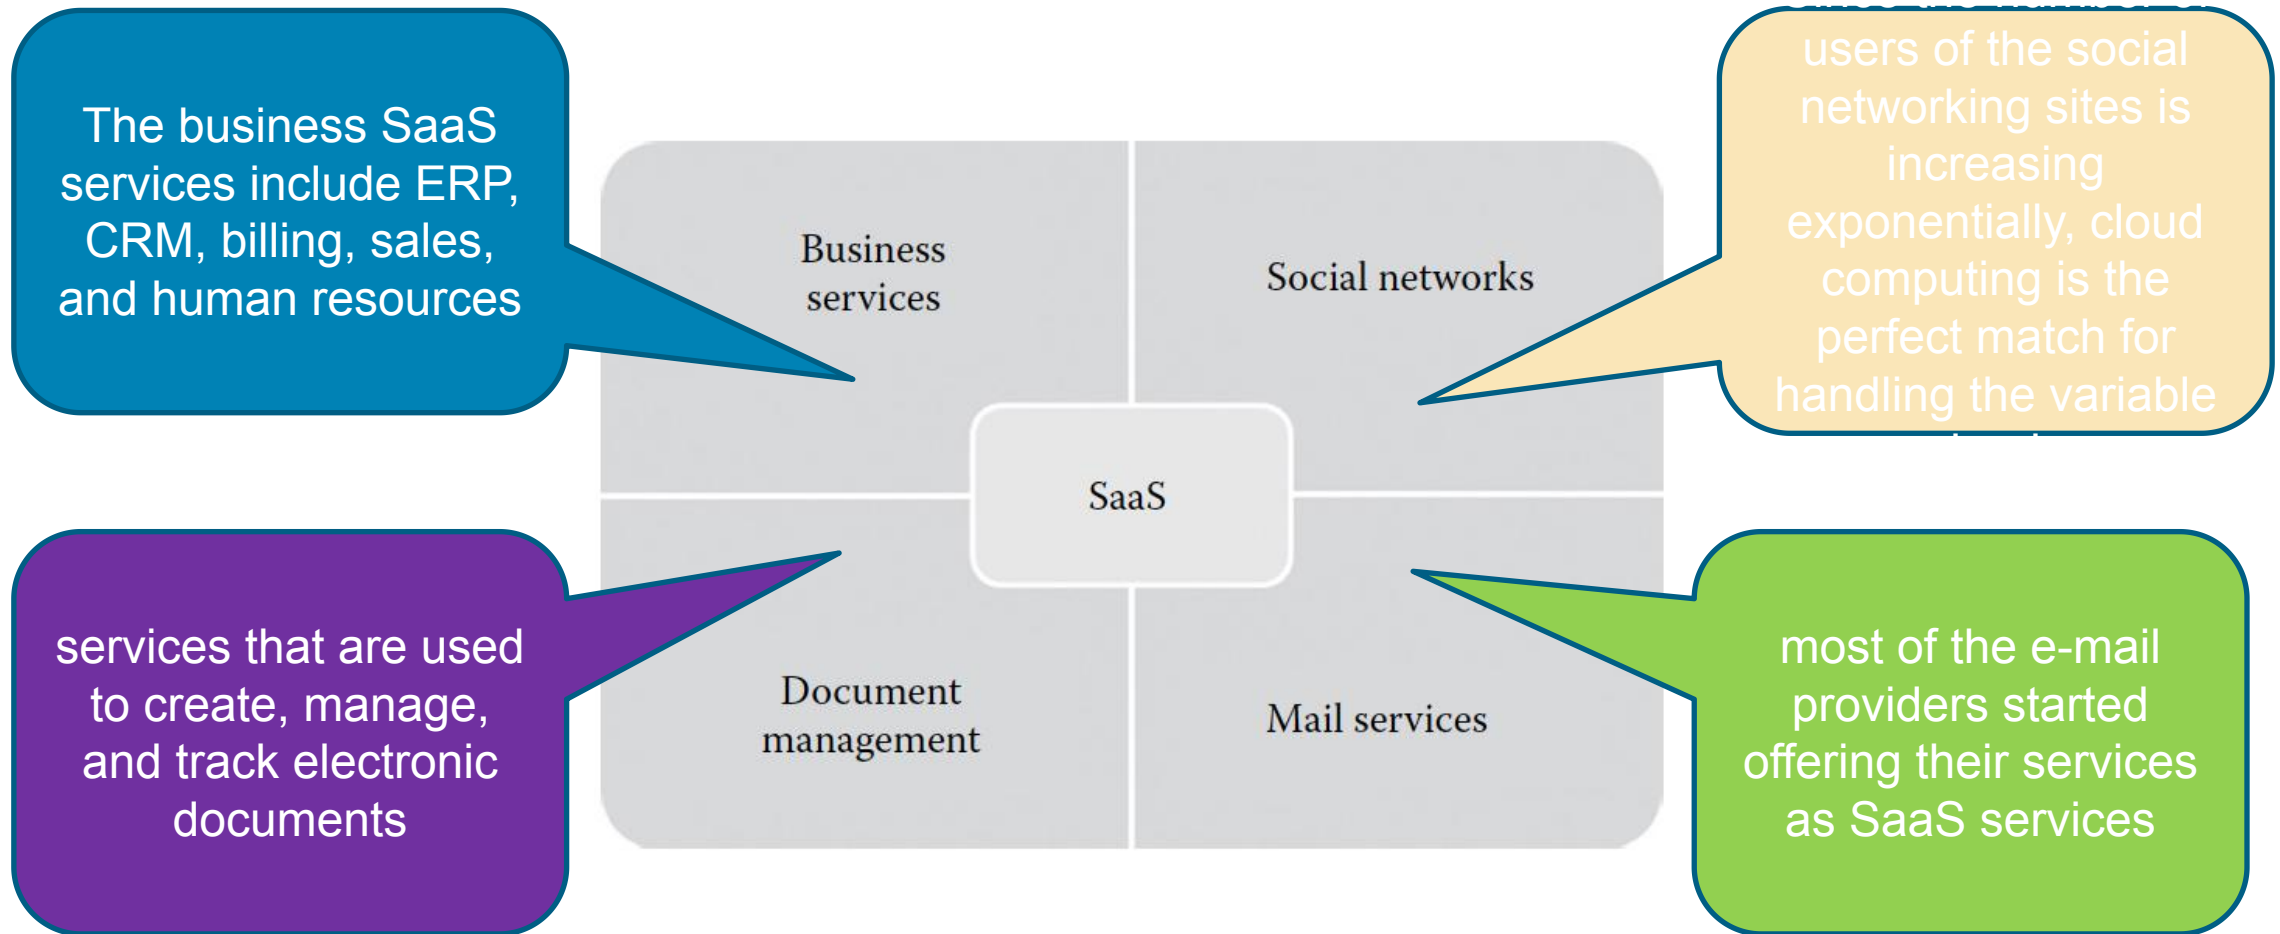 The business SaaS
services include ERP,
CRM, billing, sales,
and human resources
Business
services
Social networks
users of the social
networking sites is
increasing
exponentially, cloud
computing is the
perfect match for
handling the variable
SaaS
services that are used
to create, manage,
and track electronic
documents
Document
management
Mail services
most of the e-mail
providers started
offering their services
as SaaS services